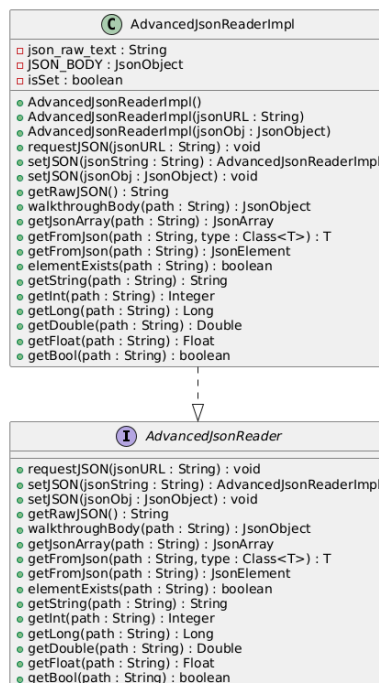 C AdvancedJsonReaderImpl
json_raw_text : String
JSON_BODY : JsonObject
isSet : boolean
AdvancedJsonReaderImpl()
AdvancedJsonReaderImpl(jsonURL : String)
AdvancedJsonReaderImpl(jsonObj : JsonObject)
requestJSON(jsonURL : String) : void
setJSON(jsonString : String) : AdvancedJsonReaderImpl
setJSON(jsonObj : JsonObject) : void
getRawJSON() : String
walkthroughBody(path : String) : JsonObject
getJsonArray(path : String) : JsonArray
getFromJson(path : String, type : Class<T>) : T
getFromJson(path : String) : JsonElement
elementExists(path : String) : boolean
getString(path : String) : String
getInt(path : String) : Integer
getLong(path : String) : Long
getDouble(path : String) : Double
getFloat(path : String) : Float
getBool(path : String) : boolean
I AdvancedJsonReader
requestJSON(jsonURL : String) : void
setJSON(jsonString : String) : AdvancedJsonReaderImpl
setJSON(jsonObj : JsonObject) : void
getRawJSON() : String
walkthroughBody(path : String) : JsonObject
getJsonArray(path : String) : JsonArray
getFromJson(path : String, type : Class<T>) : T
getFromJson(path : String) : JsonElement
elementExists(path : String) : boolean
getString(path : String) : String
getInt(path : String) : Integer
getLong(path : String) : Long
getDouble(path : String) : Double
getFloat(path : String) : Float
getBool(path : String) : boolean